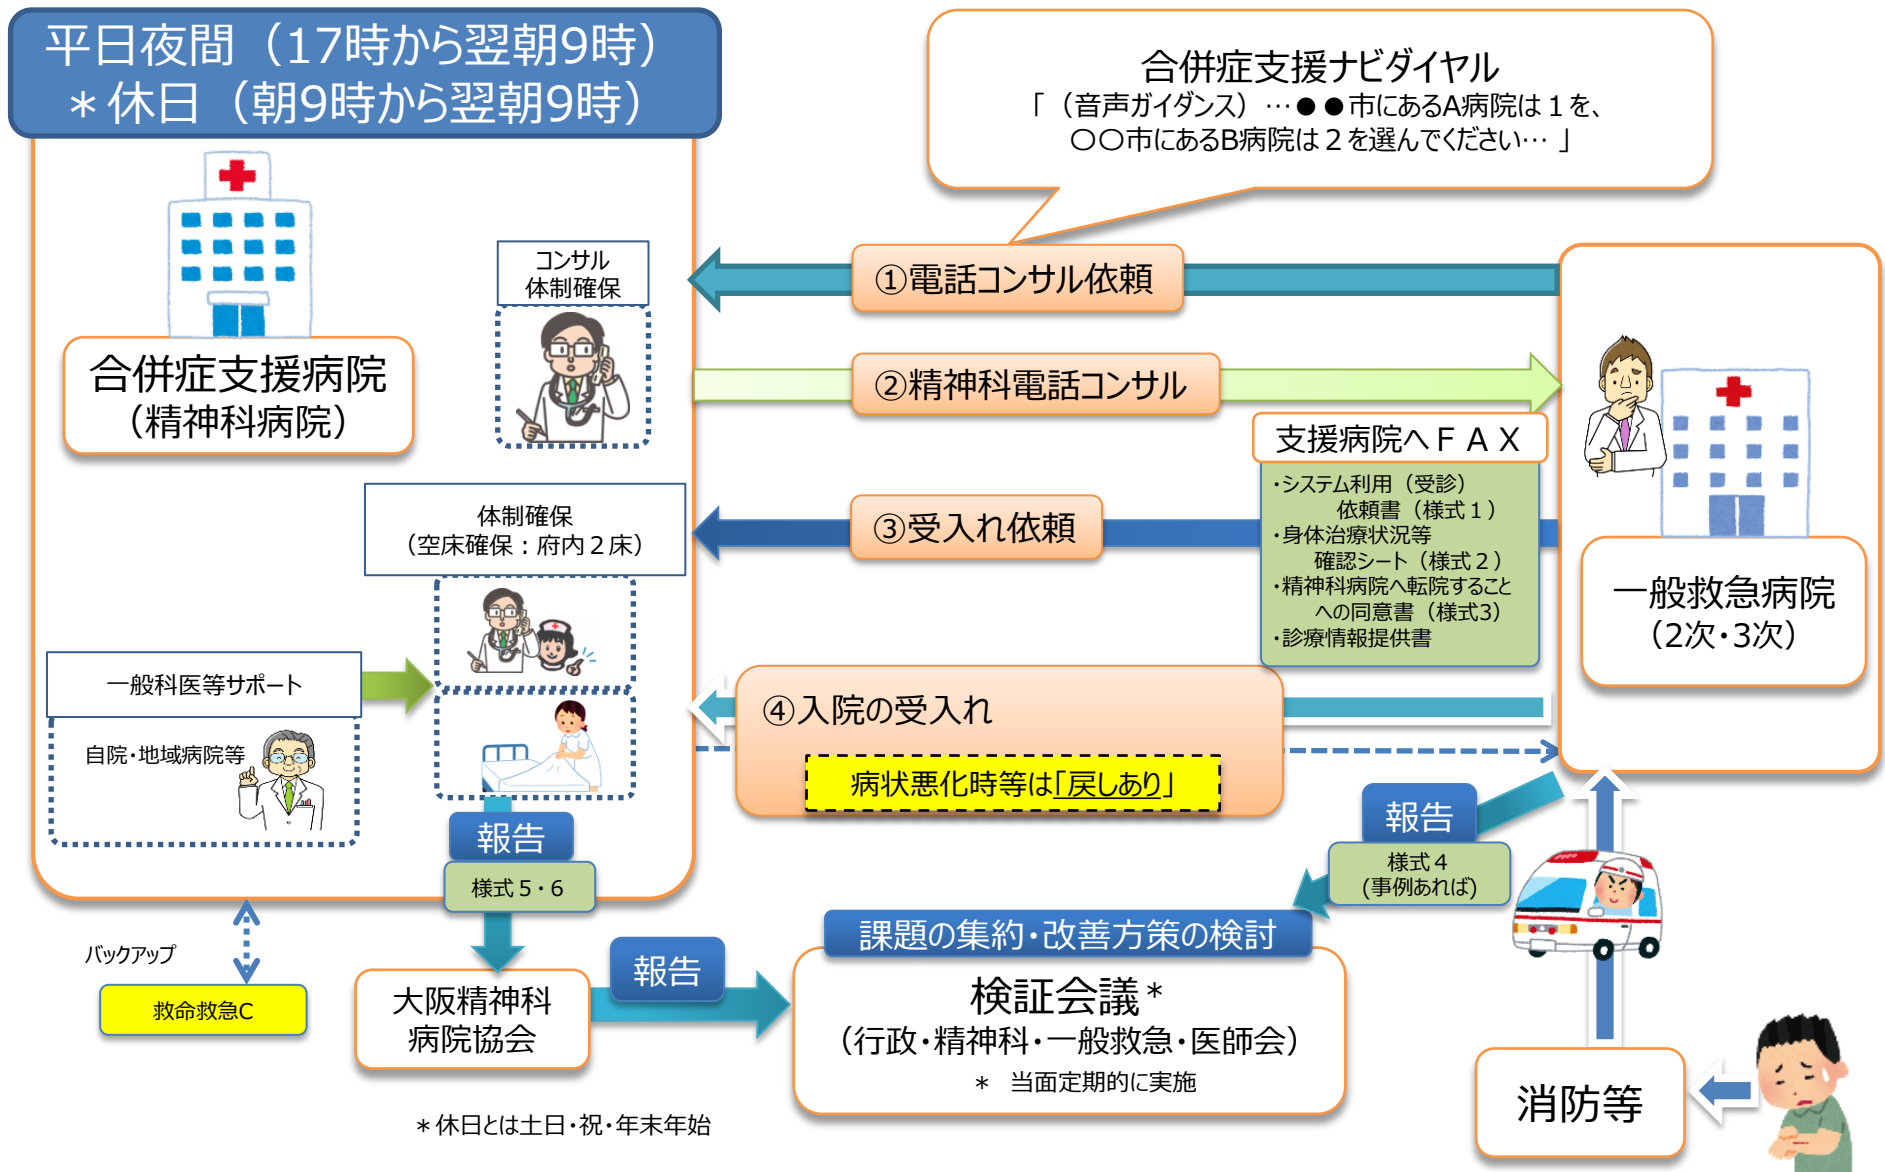 平日夜間（17時から翌朝9時）
＊休日（朝9時から翌朝9時）
合併症支援ナビダイヤル
「（音声ガイダンス）…●●市にあるA病院は１を、
〇〇市にあるB病院は２を選んでください…」
コンサル
体制確保
合併症支援病院
（精神科病院）
①電話コンサル依頼
②精神科電話コンサル
支援病院へＦＡＸ
・システム利用（受診）
依頼書（様式１）
・身体治療状況等
確認シート（様式２）
・精神科病院へ転院すること
への同意書（様式3）
・診療情報提供書
③受入れ依頼
体制確保
（空床確保：府内２床）
一般救急病院
（2次・3次）
一般科医等サポート
自院・地域病院等
④入院の受入れ
病状悪化時等は「戻しあり」
報告
様式５・６
報告
様式４
(事例あれば)
バックアップ
救命救急C
大阪精神科
病院協会
報告
課題の集約・改善方策の検討
検証会議＊
（行政・精神科・一般救急・医師会）
＊　当面定期的に実施
消防等
＊休日とは土日・祝・年末年始